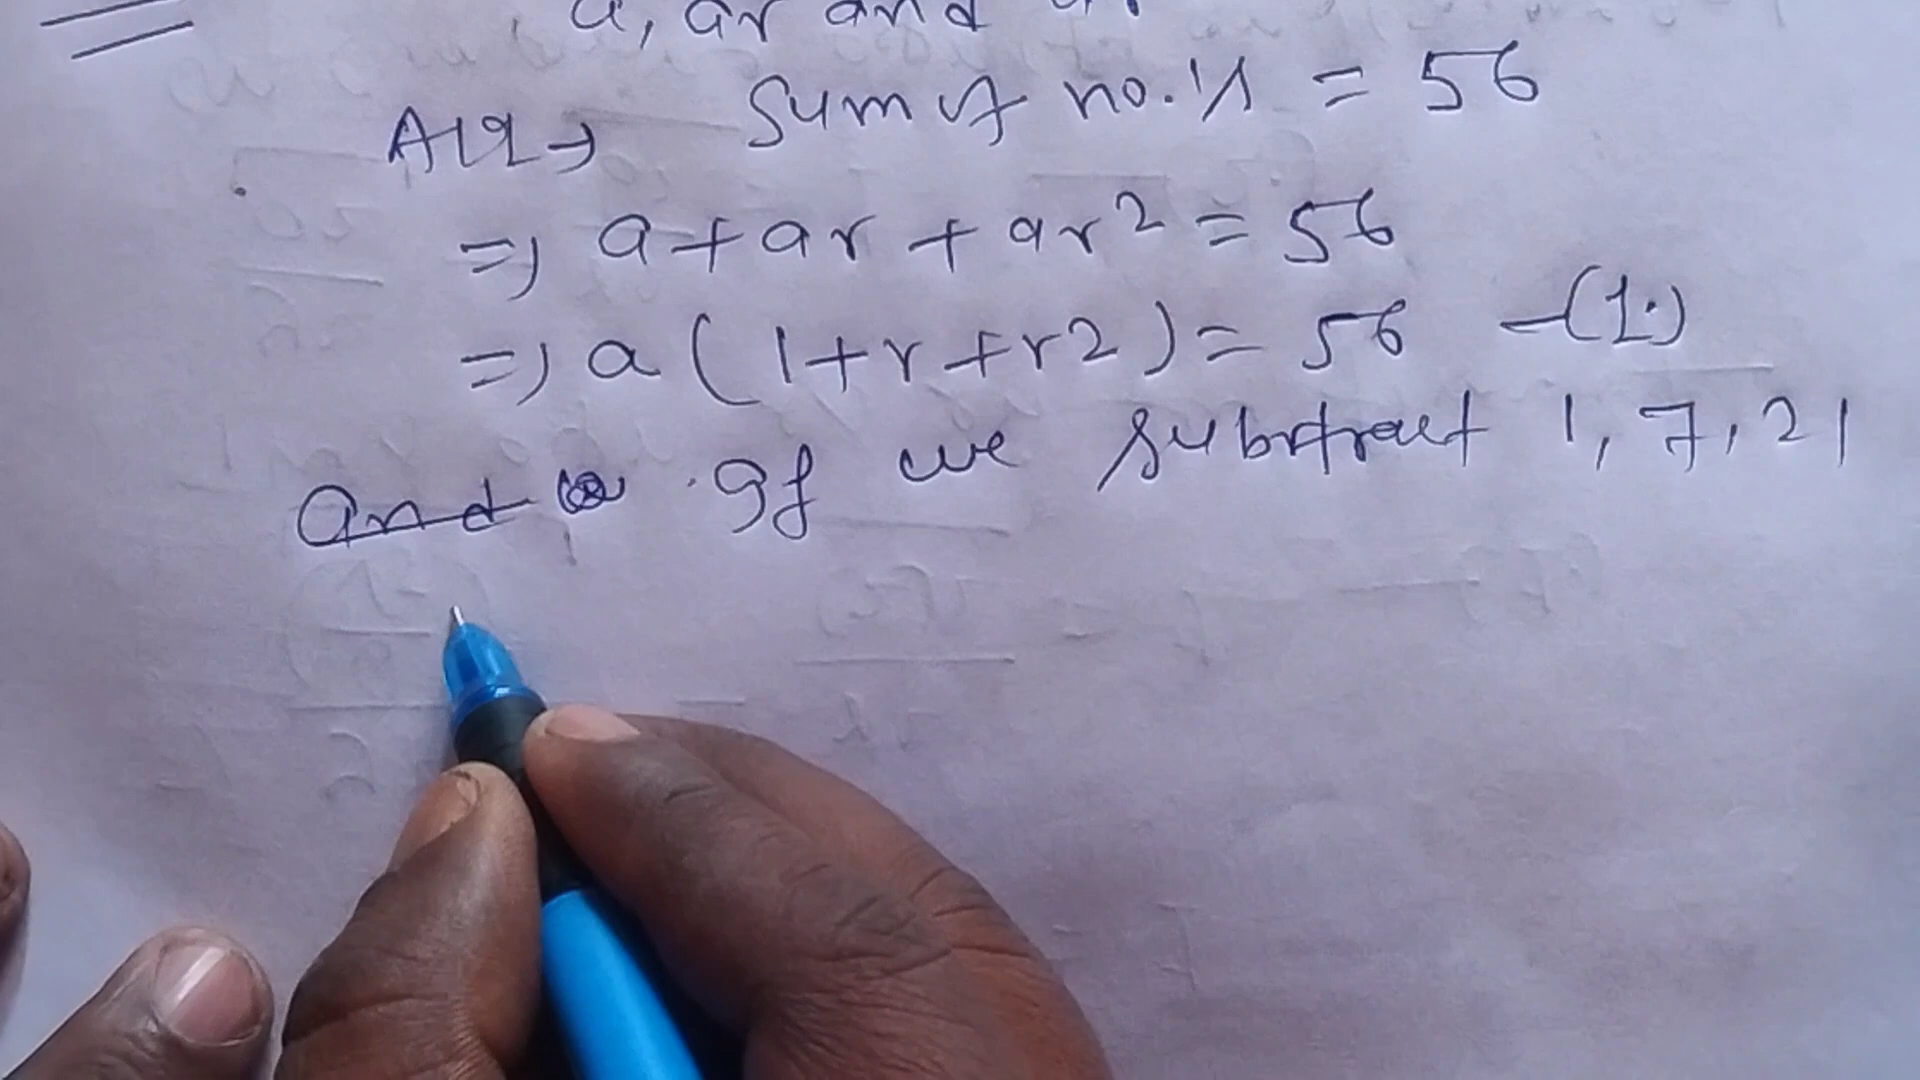 a, ar and
A/Q→ Sum of no.'s = 56
=) a + ar + ar² = 56
=) a (1+r+r2) = 56 -(1.)
and If we subtract 1, 7, 21